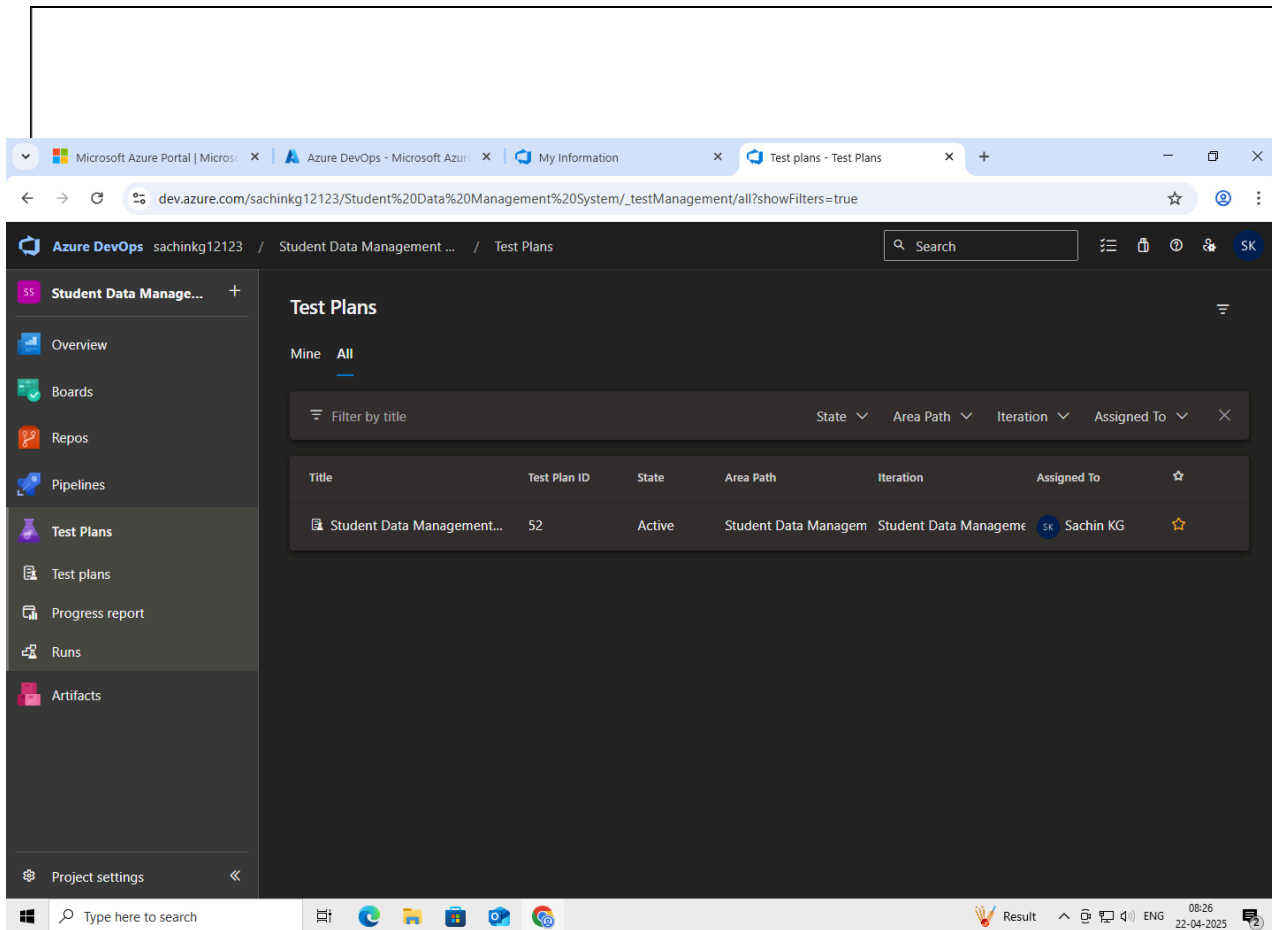 Microsoft Azure Portal | Microsc
Azure DevOps - Microsoft Azur
My Information
Test plans - Test Plans
dev.azure.com/sachinkg12123/Student%20Data%20Management%20System/_testManagement/all?showFilters=true
Azure DevOps sachinkg12123 / Student Data Management ... / Test Plans
Search
SK
SS Student Data Manage... +
Overview
Boards
Repos
Pipelines
Test Plans
Test plans
Progress report
Runs
Artifacts
Project settings
Test Plans
Mine All
Filter by title State Area Path Iteration Assigned To
Title Test Plan ID State Area Path Iteration Assigned To
Student Data Management... 52 Active Student Data Managem Student Data Manageme SK Sachin KG
Type here to search
Result
ENG
08:26
22-04-2025
2